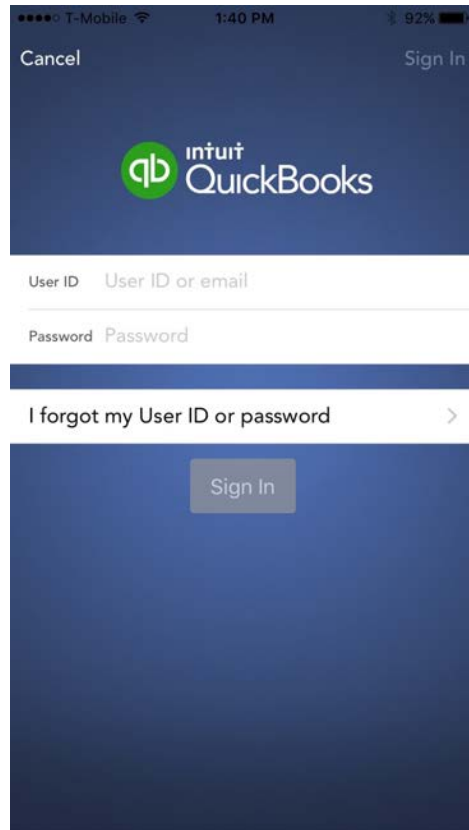 T-Mobile 1:40 PM 92%
Cancel Sign In
qb
intuit
QuickBooks
User ID User ID or email
Password Password
I forgot my User ID or password
Sign In